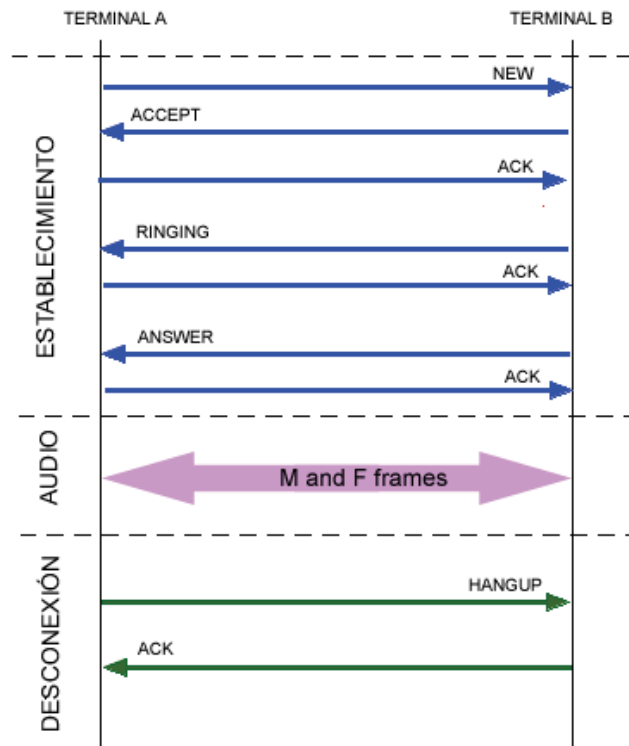 TERMINAL A
TERMINAL B
ESTABLECIMIENTO
NEW
ACCEPT
ACK
RINGING
ACK
ANSWER
ACK
AUDIO
M and F frames
DESCONEXIÓN
HANGUP
ACK